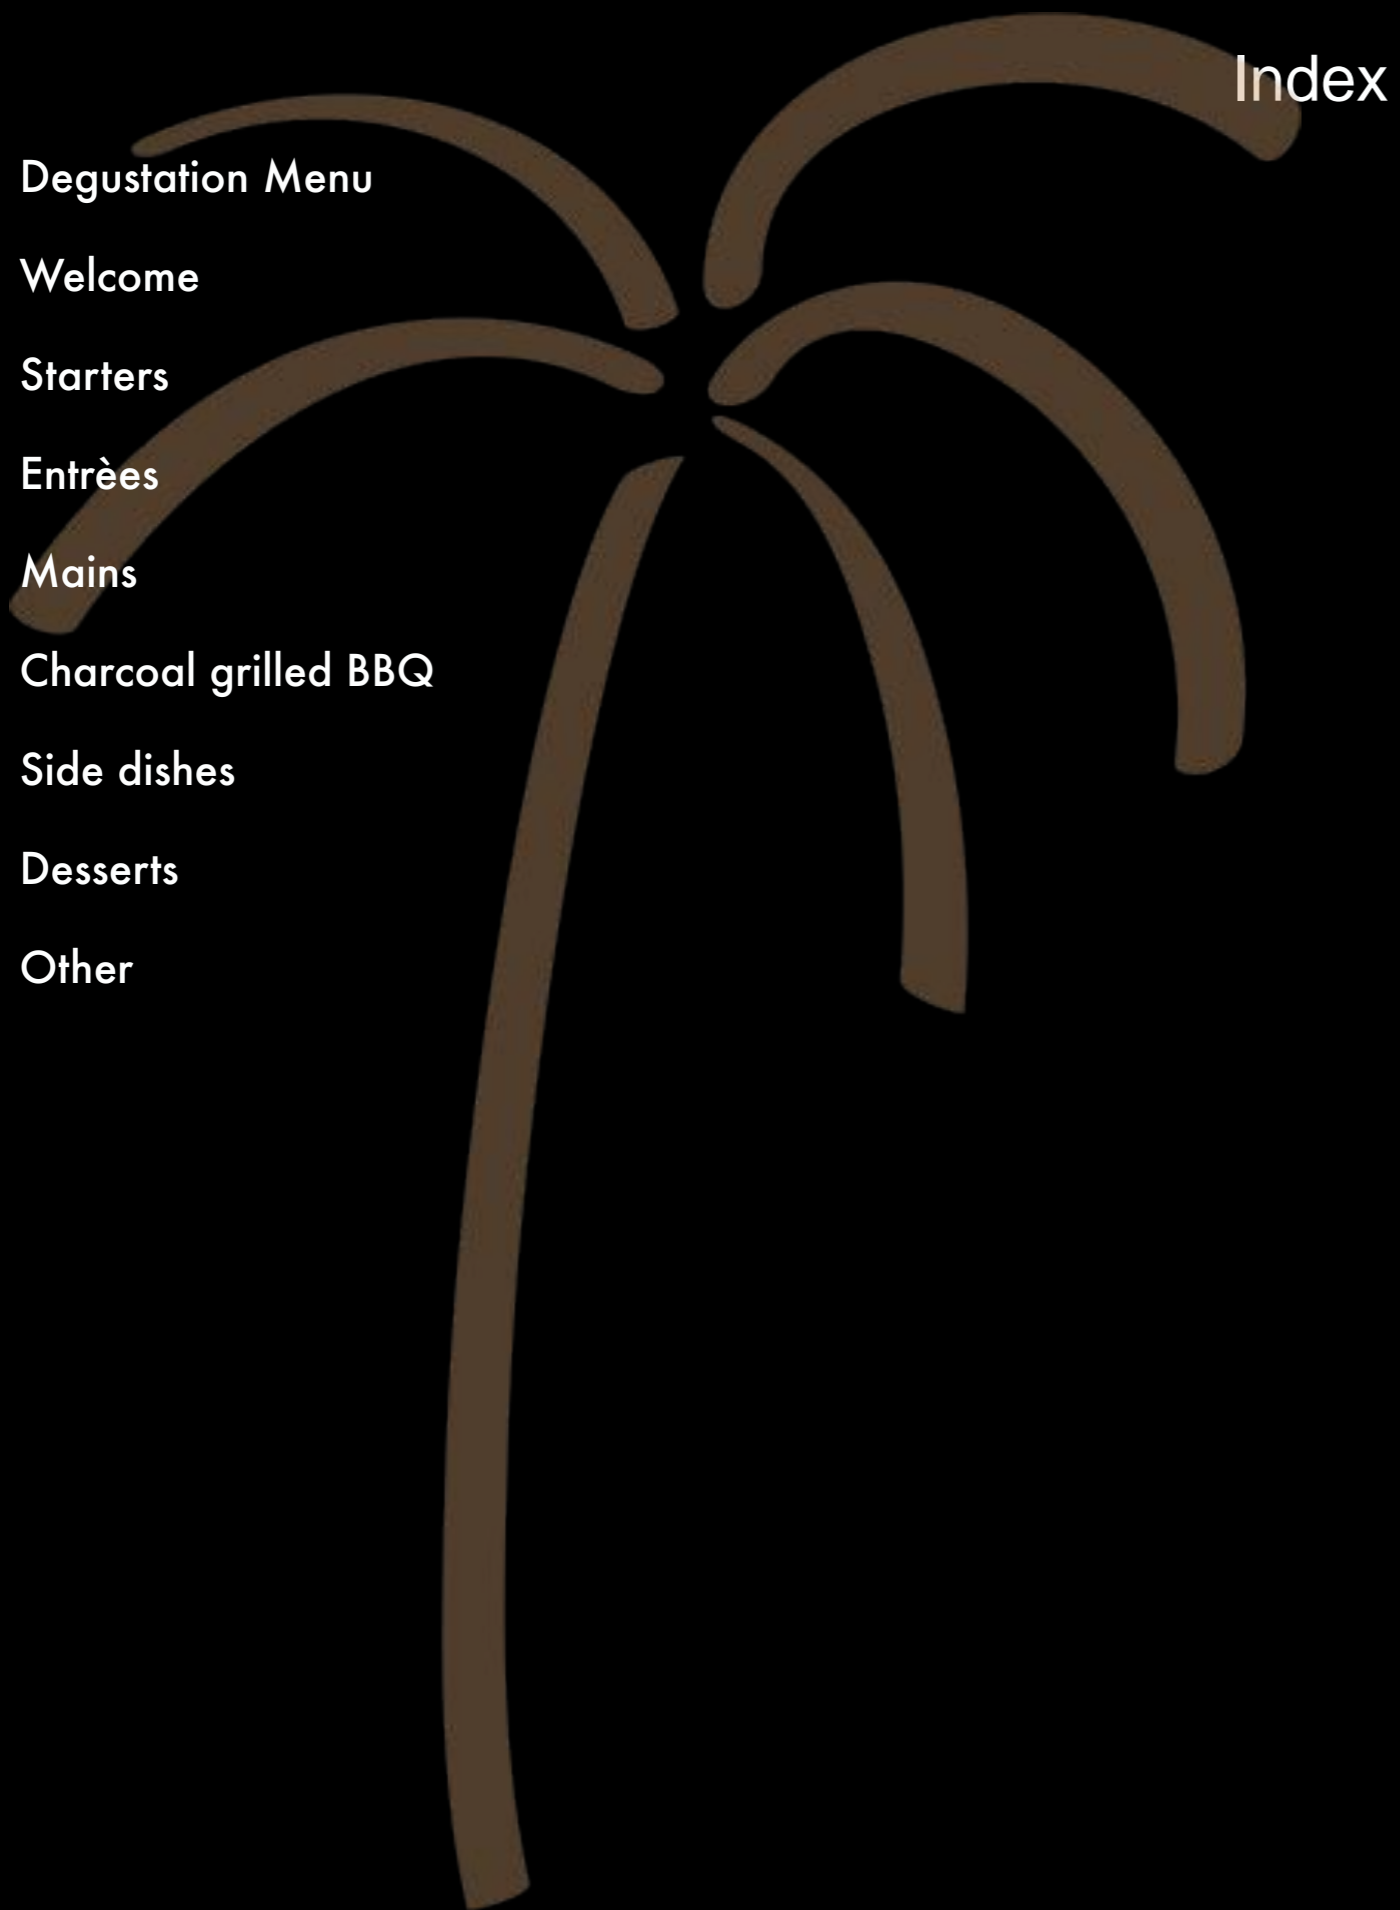 Index
Degustation Menu
Welcome
Starters
Entrèes
Mains
Charcoal grilled BBQ
Side dishes
Desserts
Other